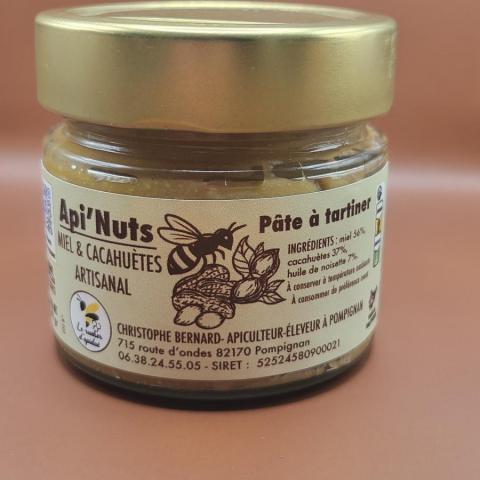 Api'Nuts
MIEL & CACAHUÈTES
ARTISANAL
Pâte à tartiner
INGRÉDIENTS : miel 56%,
cacahuètes 37%,
huile de noisette 7%.
À conserver à température
À consommer de préférence avant
CHRISTOPHE BERNARD- APICULTEUR-ÉLEVEUR À POMPIGNAN
715 route d'ondes 82170 Pompignan
06.38.24.55.05 - SIRET : 52524580900021